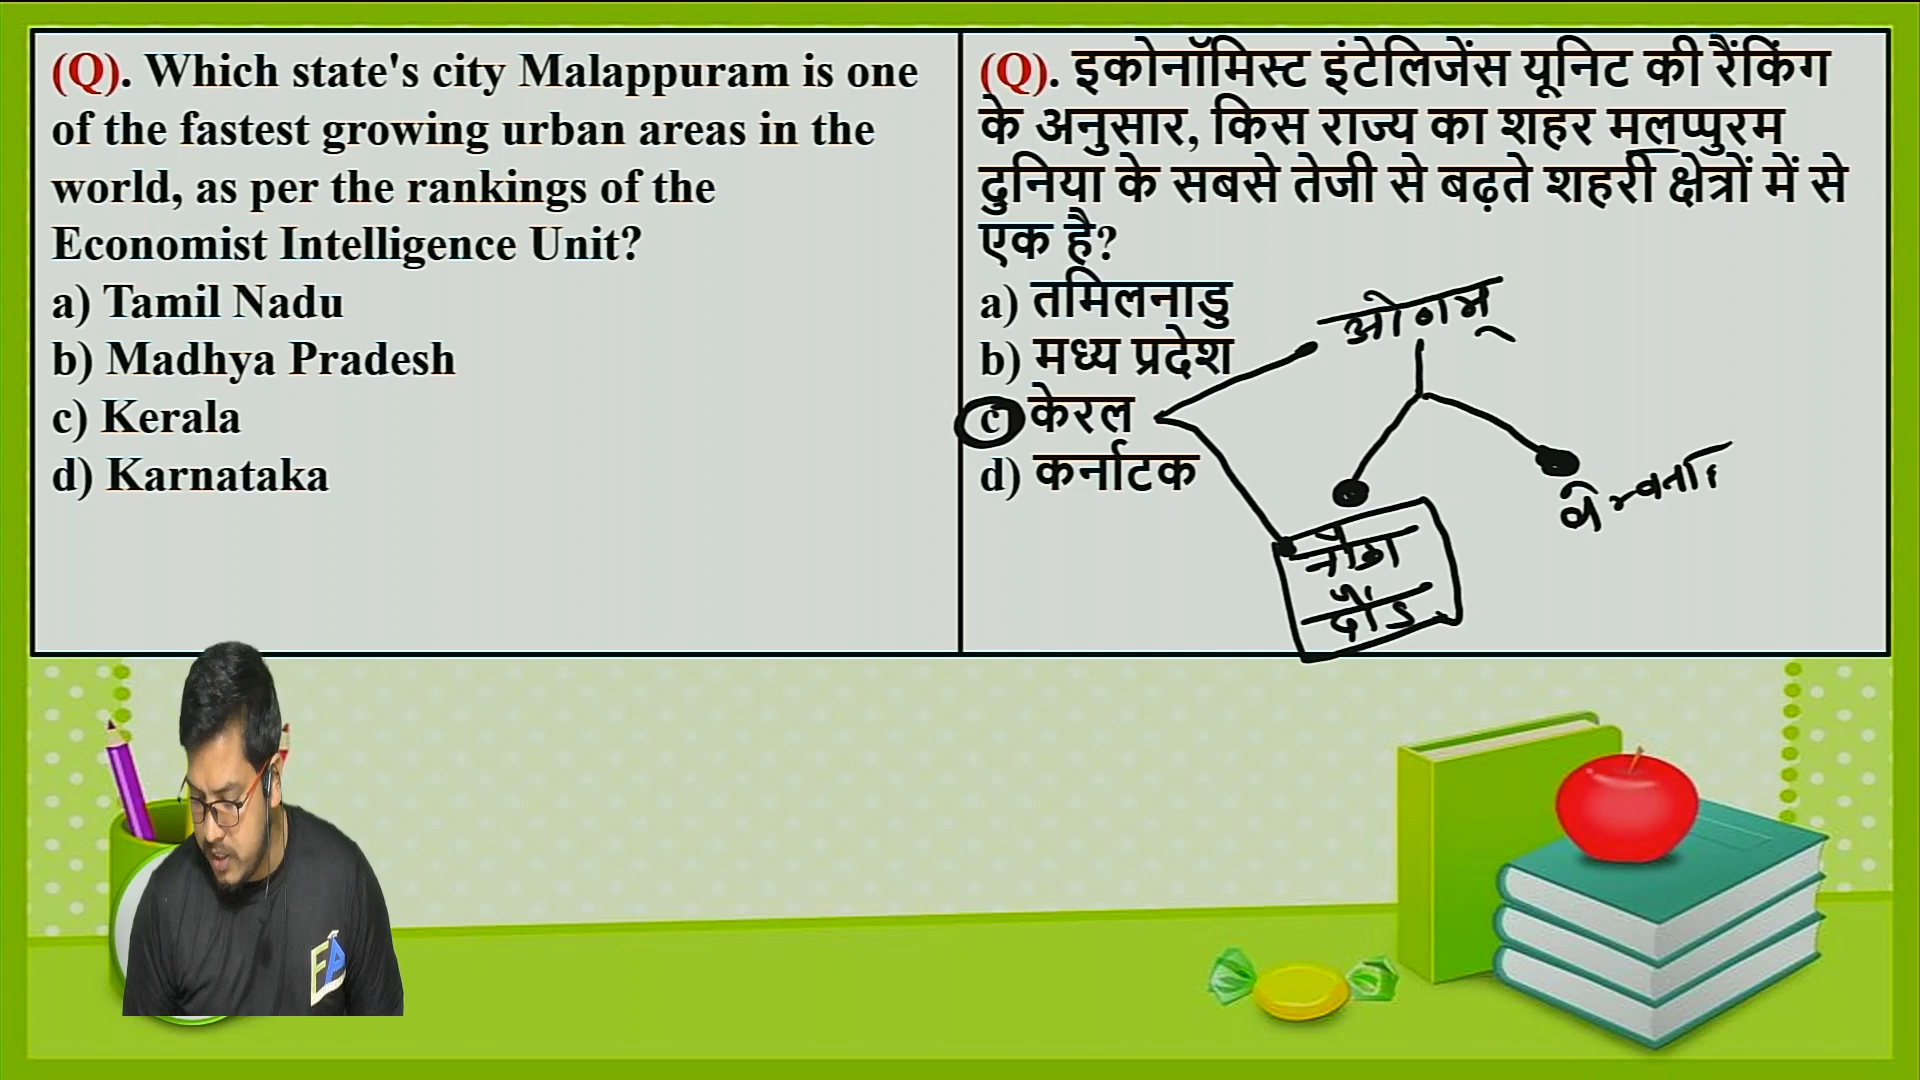 (Q). Which state's city Malappuram is one
of the fastest growing urban areas in the
world, as per the rankings of the
Economist Intelligence Unit?
a) Tamil Nadu
b) Madhya Pradesh
c) Kerala
d) Karnataka
(Q). इकोनॉमिस्ट इंटेलिजेंस यूनिट की रैंकिंग
के अनुसार, किस राज्य का शहर मलप्पुरम
दुनिया के सबसे तेजी से बढ़ते शहरी क्षेत्रों में से
एक है?
a) तमिलनाडु
b) मध्य प्रदेश
c) केरल
d) कर्नाटक
दौड